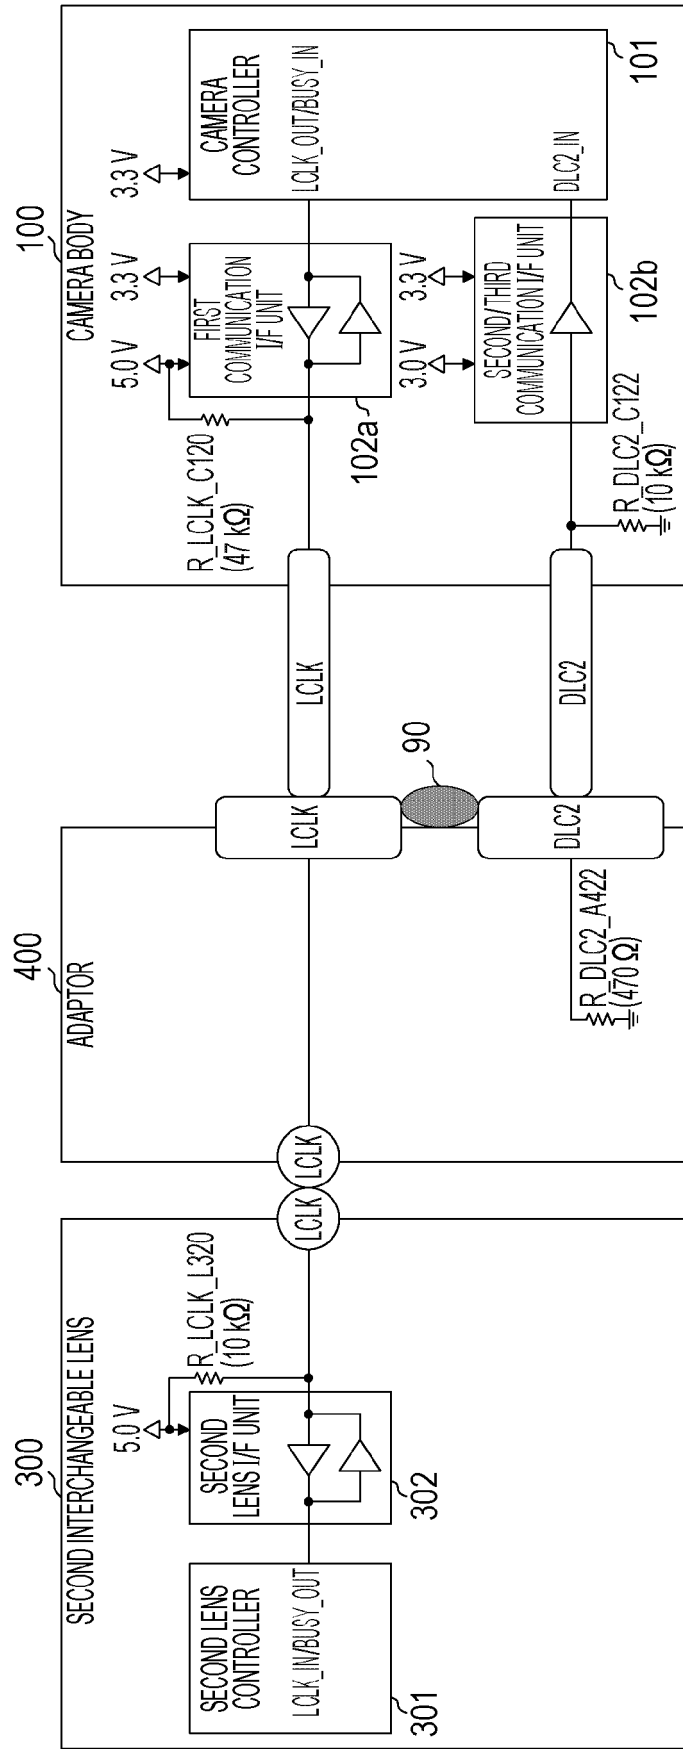 300
SECOND INTERCHANGEABLE LENS
SECOND LENS
CONTROLLER
LCLK_IN/BUSY_OUT
301
5.0 V
SECOND
LENS I/F UNIT
302
R_LCLK_L320
(10 kΩ)
LCLK
LCLK
400
ADAPTOR
R_DLC2_A422
(470 Ω)
LCLK
90
DLC2
LCLK
DLC2
100
CAMERA BODY
R_LCLK_C120
(47 kΩ)
5.0 V
3.3 V
FIRST
COMMUNICATION
I/F UNIT
102a
3.0 V
3.3 V
SECOND/THIRD
COMMUNICATION I/F UNIT
102b
R_DLC2_C122
(10 kΩ)
3.3 V
CAMERA
CONTROLLER
LCLK_OUT/BUSY_IN
DLC2_IN
101